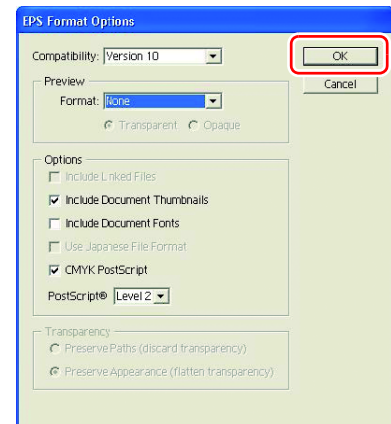 EPS Format Options
Compatibility: Version 10
OK
Cancel
Preview
Format: None
Transparent Opaque
Options
Include Linked Files
Include Document Thumbnails
Include Document Fonts
Use Japanese File Format
CMYK PostScript
PostScript® Level 2
Transparency
Preserve Paths (discard transparency)
Preserve Appearance (flatten transparency)